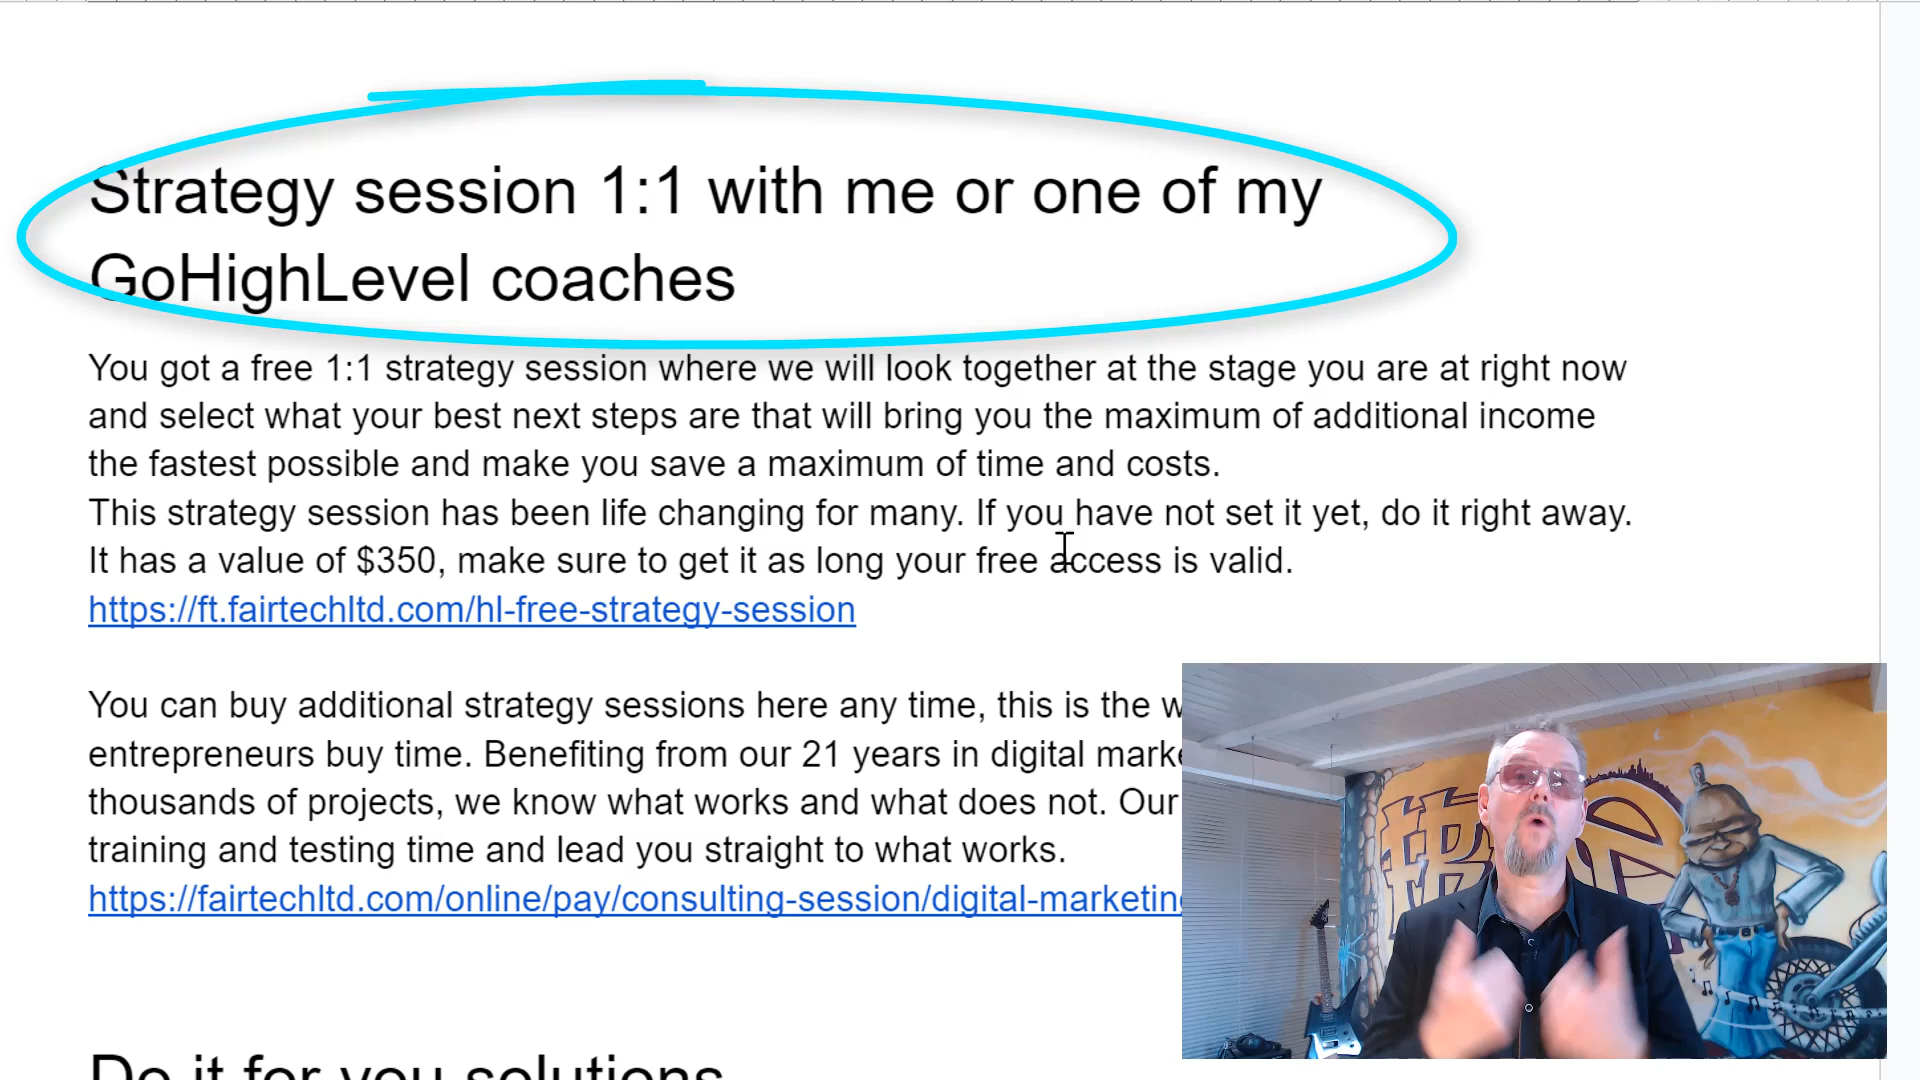 Strategy session 1:1 with me or one of my
GoHighLevel coaches
You got a free 1:1 strategy session where we will look together at the stage you are at right now
and select what your best next steps are that will bring you the maximum of additional income
the fastest possible and make you save a maximum of time and costs.
This strategy session has been life changing for many. If you have not set it yet, do it right away.
It has a value of $350, make sure to get it as long your free access is valid.
https://ft.fairtechltd.com/hl-free-strategy-session
You can buy additional strategy sessions here any time, this is the
entrepreneurs buy time. Benefiting from our 21 years in digital
thousands of projects, we know what works and what does not. Our
training and testing time and lead you straight to what works.
https://fairtechltd.com/online/pay/consulting-session/digital-marketing
Do it for you solutions